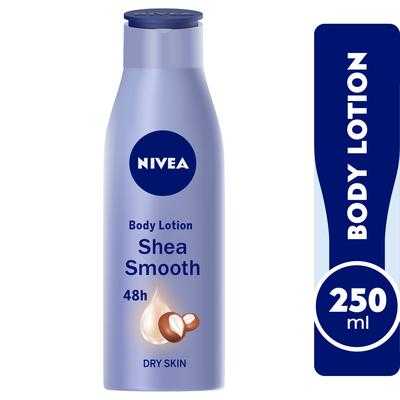 NIVEA
Body Lotion
Shea
Smooth
48h
DRY SKIN
BODY LOTION
250
ml